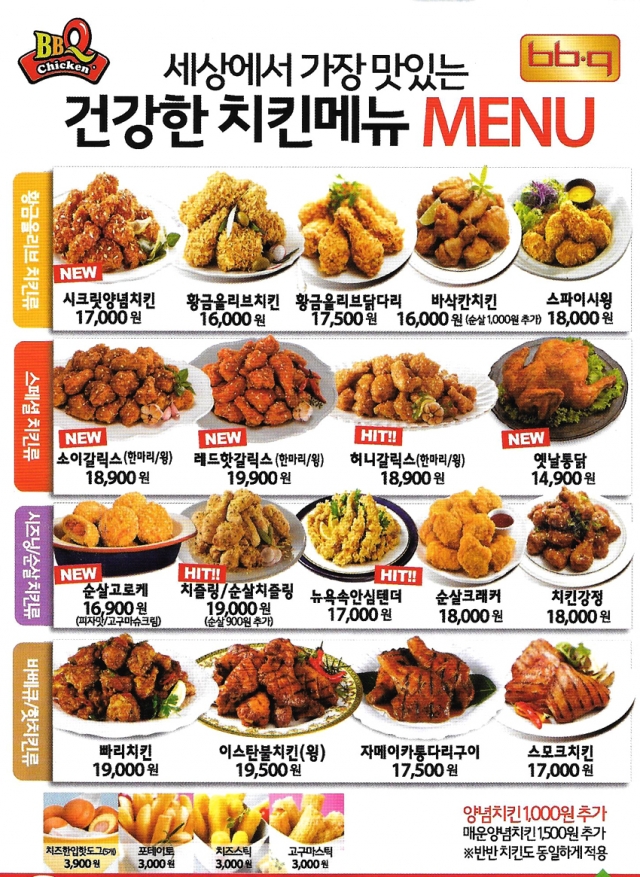 BBQ
Chicken
bb.q
세상에서 가장 맛있는
건강한 치킨메뉴 MENU
황금올리브 치킨류
NEW
시크릿양념치킨
17,000 원
황금올리브치킨
16,000 원
황금올리브닭다리
17,500 원
바삭칸치킨
16,000 원 (순살 1,000원 추가)
스파이시윙
18,000 원
스페셜 치킨류
NEW
소이갈릭스 (한마리/윙)
18,900 원
NEW
레드핫갈릭스 (한마리/윙)
19,900 원
HIT!!
허니갈릭스 (한마리/윙)
18,900 원
NEW
옛날통닭
14,900 원
시즈닝/순살 치킨류
NEW
순살고로케
16,900 원
(피자맛/고구마슈크림)
HIT!!
치즐링/순살치즐링
19,000 원
(순살 900원 추가)
HIT!!
뉴욕속안심텐더
17,000 원
순살크래커
18,000 원
치킨강정
18,000 원
바베큐/핫치킨류
빠리치킨
19,000 원
이스탄불치킨(윙)
19,500 원
자메이카통다리구이
17,500 원
스모크치킨
17,000 원
치즈한입핫도그(5개)
3,900 원
포테이토
3,000 원
치즈스틱
3,000 원
고구마스틱
3,000 원
양념치킨 1,000원 추가
매운양념치킨 1,500원 추가
※반반 치킨도 동일하게 적용